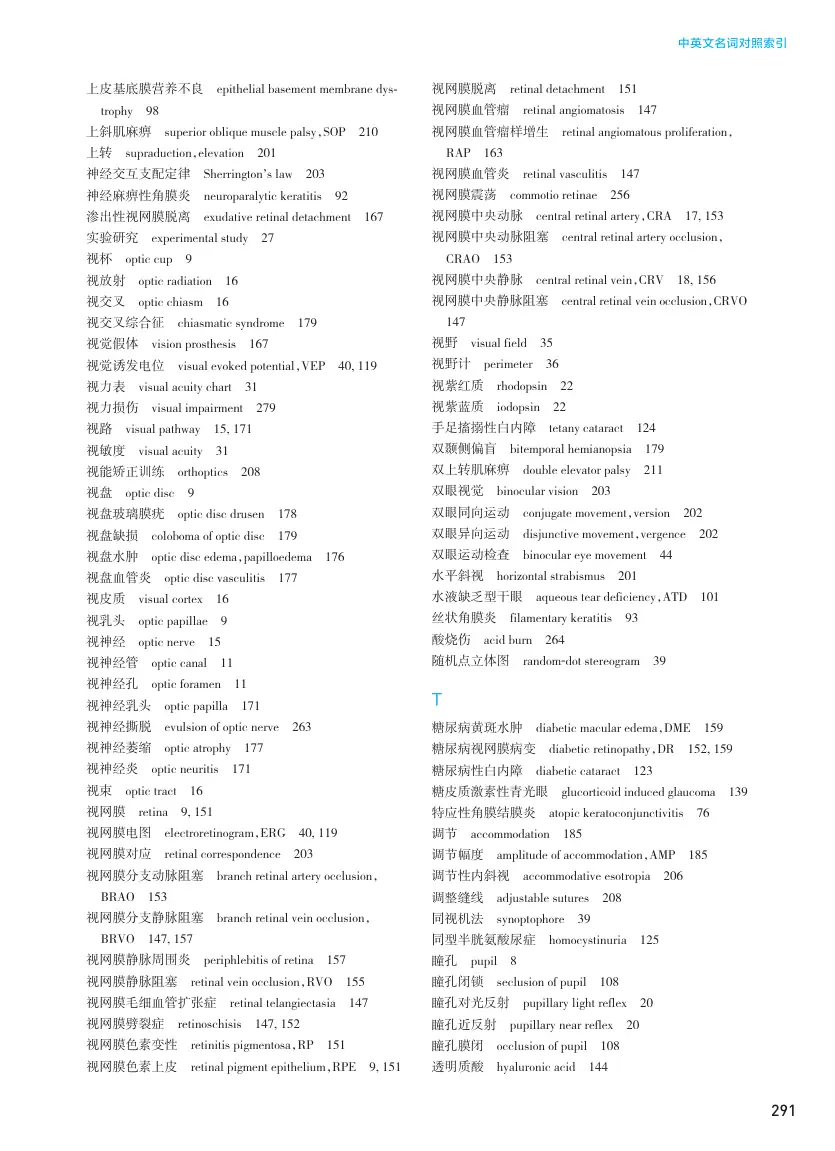 中英文名词对照索引
上皮基底膜营养不良 epithelial basement membrane dys-
trophy 98
上斜肌麻痹 superior oblique muscle palsy,SOP 210
上转 supraduction,elevation 201
神经交互支配定律 Sherrington's law 203
神经麻痹性角膜炎 neuroparalytic keratitis 92
渗出性视网膜脱离 exudative retinal detachment 167
实验研究 experimental study 27
视杯 optic cup 9
视放射 optic radiation 16
视交叉 optic chiasm 16
视交叉综合征 chiasmatic syndrome 179
视觉假体 vision prosthesis 167
视觉诱发电位 visual evoked potential,VEP 40,119
视力表 visual acuity chart 31
视力损伤 visual impairment 279
视路 visual pathway 15,171
视敏度 visual acuity 31
视能矫正训练 orthoptics 208
视盘 optic disc 9
视盘玻璃膜疣 optic disc drusen 178
视盘缺损 coloboma of optic disc 179
视盘水肿 optic disc edema,papilloedema 176
视盘血管炎 optic disc vasculitis 177
视皮质 visual cortex 16
视乳头 optic papillae 9
视神经 optic nerve 15
视神经管 optic canal 11
视神经孔 optic foramen 11
视神经乳头 optic papilla 171
视神经撕脱 evulsion of optic nerve 263
视神经萎缩 optic atrophy 177
视神经炎 optic neuritis 171
视束 optic tract 16
视网膜 retina 9,151
视网膜电图 electroretinogram,ERG 40,119
视网膜对应 retinal correspondence 203
视网膜分支动脉阻塞 branch retinal artery occlusion,
BRAO 153
视网膜分支静脉阻塞 branch retinal vein occlusion,
BRVO 147,157
视网膜静脉周围炎 periphlebitis of retina 157
视网膜静脉阻塞 retinal vein occlusion,RVO 155
视网膜毛细血管扩张症 retinal telangiectasia 147
视网膜劈裂症 retinoschisis 147,152
视网膜色素变性 retinitis pigmentosa,RP 151
视网膜色素上皮 retinal pigment epithelium,RPE 9,151
视网膜脱离 retinal detachment 151
视网膜血管瘤 retinal angiomatosis 147
视网膜血管瘤样增生 retinal angiomatous proliferation,
RAP 163
视网膜血管炎 retinal vasculitis 147
视网膜震荡 commotio retinae 256
视网膜中央动脉 central retinal artery,CRA 17,153
视网膜中央动脉阻塞 central retinal artery occlusion,
CRAO 153
视网膜中央静脉 central retinal vein,CRV 18,156
视网膜中央静脉阻塞 central retinal vein occlusion,CRVO
147
视野 visual field 35
视野计 perimeter 36
视紫红质 rhodopsin 22
视紫蓝质 iodopsin 22
手足搐搦性白内障 tetany cataract 124
双颞侧偏盲 bitemporal hemianopsia 179
双上转肌麻痹 double elevator palsy 211
双眼视觉 binocular vision 203
双眼同向运动 conjugate movement,version 202
双眼异向运动 disjunctive movement,vergence 202
双眼运动检查 binocular eye movement 44
水平斜视 horizontal strabismus 201
水液缺乏型干眼 aqueous tear deficiency,ATD 101
丝状角膜炎 filamentary keratitis 93
酸烧伤 acid burn 264
随机点立体图 random-dot stereogram 39
T
糖尿病黄斑水肿 diabetic macular edema,DME 159
糖尿病视网膜病变 diabetic retinopathy,DR 152,159
糖尿病性白内障 diabetic cataract 123
糖皮质激素性青光眼 glucorticoid induced glaucoma 139
特应性角膜结膜炎 atopic keratoconjunctivitis 76
调节 accommodation 185
调节幅度 amplitude of accommodation,AMP 185
调节性内斜视 accommodative esotropia 206
调整缝线 adjustable sutures 208
同视机法 synoptophore 39
同型半胱氨酸尿症 homocystinuria 125
瞳孔 pupil 8
瞳孔闭锁 seclusion of pupil 108
瞳孔对光反射 pupillary light reflex 20
瞳孔近反射 pupillary near reflex 20
瞳孔膜闭 occlusion of pupil 108
透明质酸 hyaluronic acid 144
291